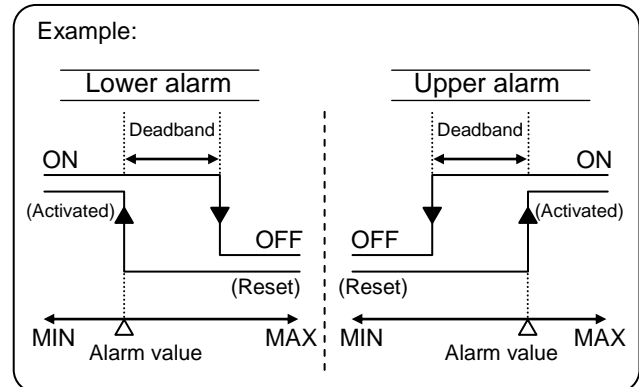 Example:
Lower alarm
Upper alarm
Deadband
Deadband
ON
ON
(Activated)
(Activated)
OFF
OFF
(Reset)
(Reset)
MIN
MAX
MIN
MAX
Alarm value
Alarm value